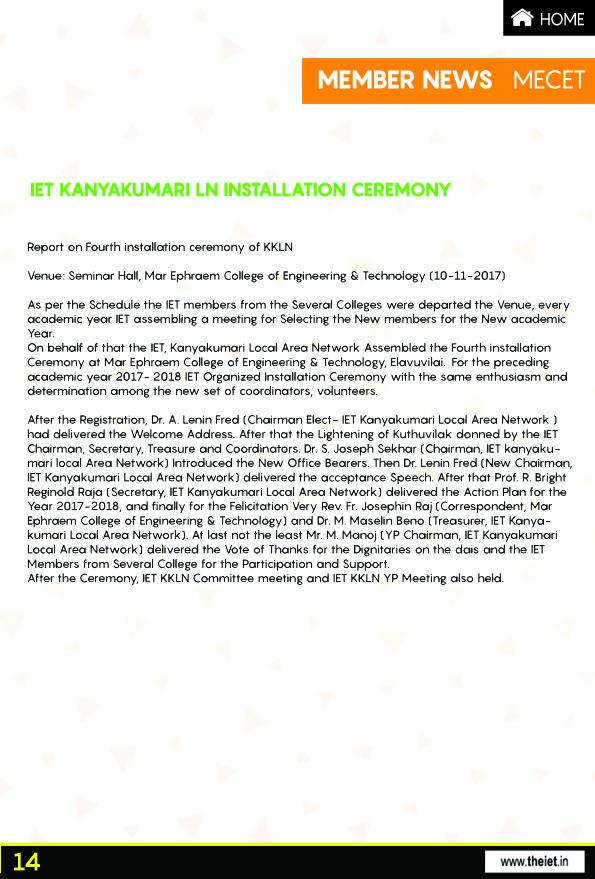 HOME
MEMBER NEWS MECET
IET KANYAKUMARI LN INSTALLATION CEREMONY
Report on Fourth installation ceremony of KKLN
Venue: Seminar Hall, Mar Ephraem College of Engineering & Technology (10-11-2017)
As per the Schedule the IET members from the Several Colleges were departed the Venue, every
academic year IET assembling a meeting for Selecting the New members for the New academic
Year.
On behalf of that the IET, Kanyakumari Local Area Network Assembled the Fourth installation
Ceremony at Mar Ephraem College of Engineering & Technology, Elavuvilai. For the preceding
academic year 2017- 2018 IET Organized Installation Ceremony with the same enthusiasm and
determination among the new set of coordinators, volunteers.
After the Registration, Dr. A. Lenin Fred (Chairman Elect- IET Kanyakumari Local Area Network )
had delivered the Welcome Address. After that the Lightening of Kuthuvilak donned by the IET
Chairman, Secretary, Treasure and Coordinators. Dr. S. Joseph Sekhar (Chairman, IET kanyaku-
mari local Area Network) Introduced the New Office Bearers. Then Dr. Lenin Fred (New Chairman,
IET Kanyakumari Local Area Network) delivered the acceptance Speech. After that Prof. R. Bright
Reginold Raja (Secretary, IET Kanyakumari Local Area Network) delivered the Action Plan for the
Year 2017-2018, and finally for the Felicitation Very Rev. Fr. Josephin Raj (Correspondent, Mar
Ephraem College of Engineering & Technology) and Dr. M. Maselin Beno (Treasurer, IET Kanya-
kumari Local Area Network). At last not the least Mr. M. Manoj (YP Chairman, IET Kanyakumari
Local Area Network) delivered the Vote of Thanks for the Dignitaries on the dais and the IET
Members from Several College for the Participation and Support.
After the Ceremony, IET KKLN Committee meeting and IET KKLN YP Meeting also held.
14
www.theiet.in